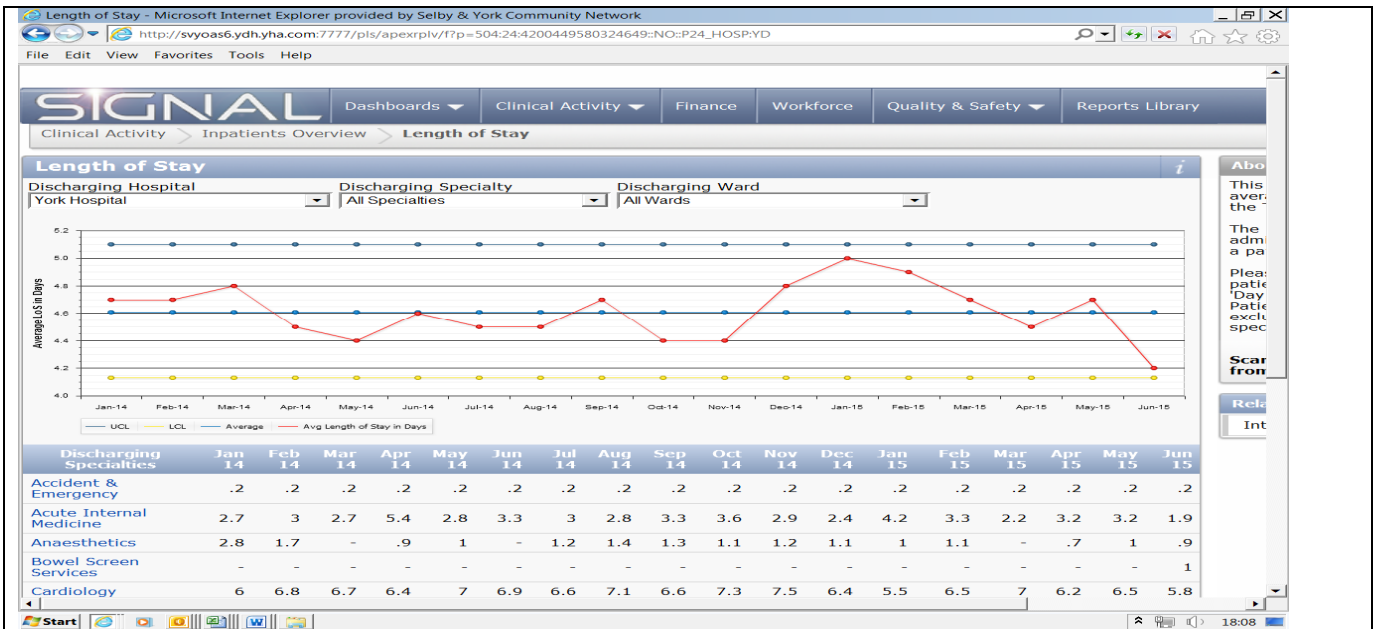 Length of Stay - Microsoft Internet Explorer provided by Selby & York Community Network
http://svyoas6.ydh.yha.com:7777/pls/apexrplv/f?p=504:24:4200449580324649::NO::P24_HOSP:YD
File Edit View Favorites Tools Help
SIGNAL Dashboards Clinical Activity Finance Workforce Quality & Safety Reports Library
Clinical Activity Inpatients Overview Length of Stay
Length of Stay i
Discharging Hospital Discharging Specialty Discharging Ward
York Hospital All Specialties All Wards
5.2
5.0
4.8
4.6
4.4
4.2
4.0
Average LoS in Days
Jan-14 Feb-14 Mar-14 Apr-14 May-14 Jun-14 Jul-14 Aug-14 Sep-14 Oct-14 Nov-14 Dec-14 Jan-15 Feb-15 Mar-15 Apr-15 May-15 Jun-15
UCL LCL Average Avg Length of Stay in Days
Discharging Specialties Jan 14 Feb 14 Mar 14 Apr 14 May 14 Jun 14 Jul 14 Aug 14 Sep 14 Oct 14 Nov 14 Dec 14 Jan 15 Feb 15 Mar 15 Apr 15 May 15 Jun 15
Accident & Emergency .2 .2 .2 .2 .2 .2 .2 .2 .2 .2 .2 .2 .2 .2 .2 .2 .2 .2
Acute Internal Medicine 2.7 3 2.7 5.4 2.8 3.3 3 2.8 3.3 3.6 2.9 2.4 4.2 3.3 2.2 3.2 3.2 1.9
Anaesthetics 2.8 1.7 - .9 1 - 1.2 1.4 1.3 1.1 1.2 1.1 1 1.1 - .7 1 .9
Bowel Screen Services - - - - - - - - - - - - - - - - - 1
Cardiology 6 6.8 6.7 6.4 7 6.9 6.6 7.1 6.6 7.3 7.5 6.4 5.5 6.5 7 6.2 6.5 5.8
Abo
This
aver
the
The
adm
a pa
Plea
patie
'Day
Patie
exclu
spec
Scar
from
Rela
Int
Start 18:08